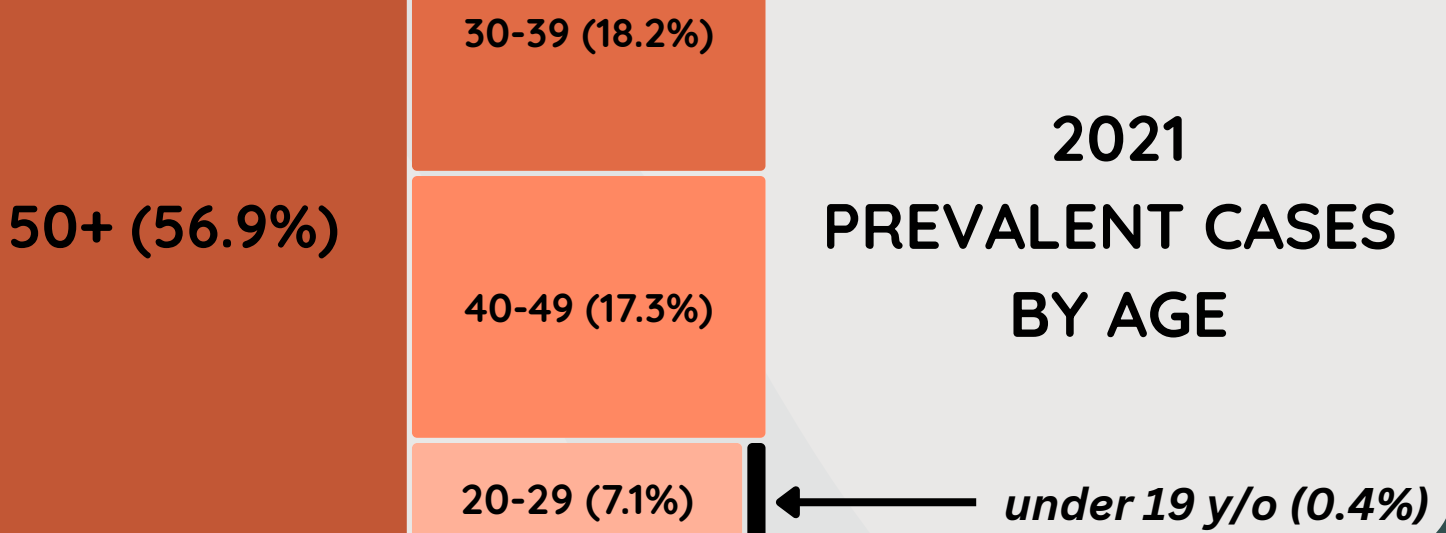 30-39 (18.2%)
50+ (56.9%)
40-49 (17.3%)
20-29 (7.1%)
2021
PREVALENT CASES
BY AGE
under 19 y/o (0.4%)